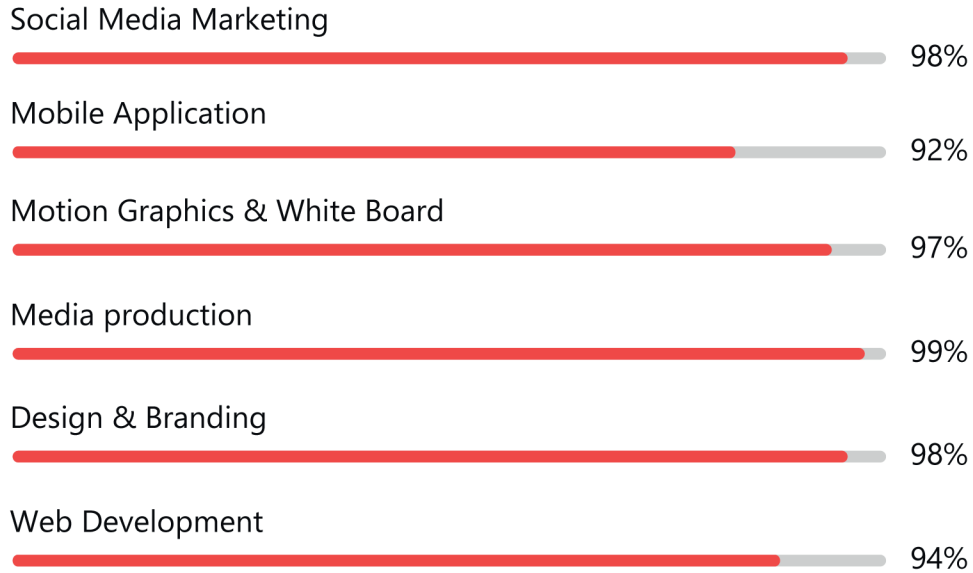 Social Media Marketing
98%
Mobile Application
92%
Motion Graphics & White Board
97%
Media production
99%
Design & Branding
98%
Web Development
94%